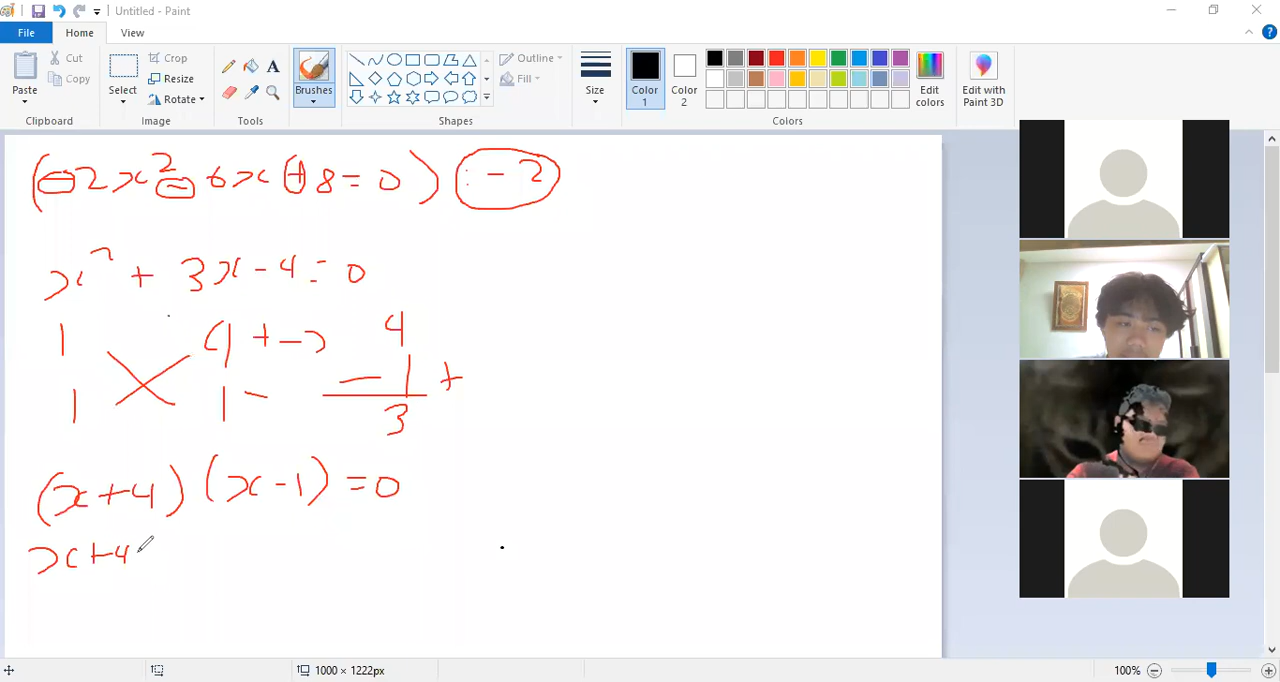 Untitled - Paint
File
Home
View
Paste
Cut
Copy
Clipboard
Select
Crop
Resize
Rotate
Image
A
Tools
Brushes
Outline
Fill
Shapes
Size
Color 1
Color 2
Edit colors
Edit with Paint 3D
Colors
(-2x² - 6x + 8 = 0) : -2
x² + 3x - 4 = 0
1 4 + -> 4
1 1 - -1 +
3
(x+4) (x-1) = 0
x+4
1000 × 1222px
100%